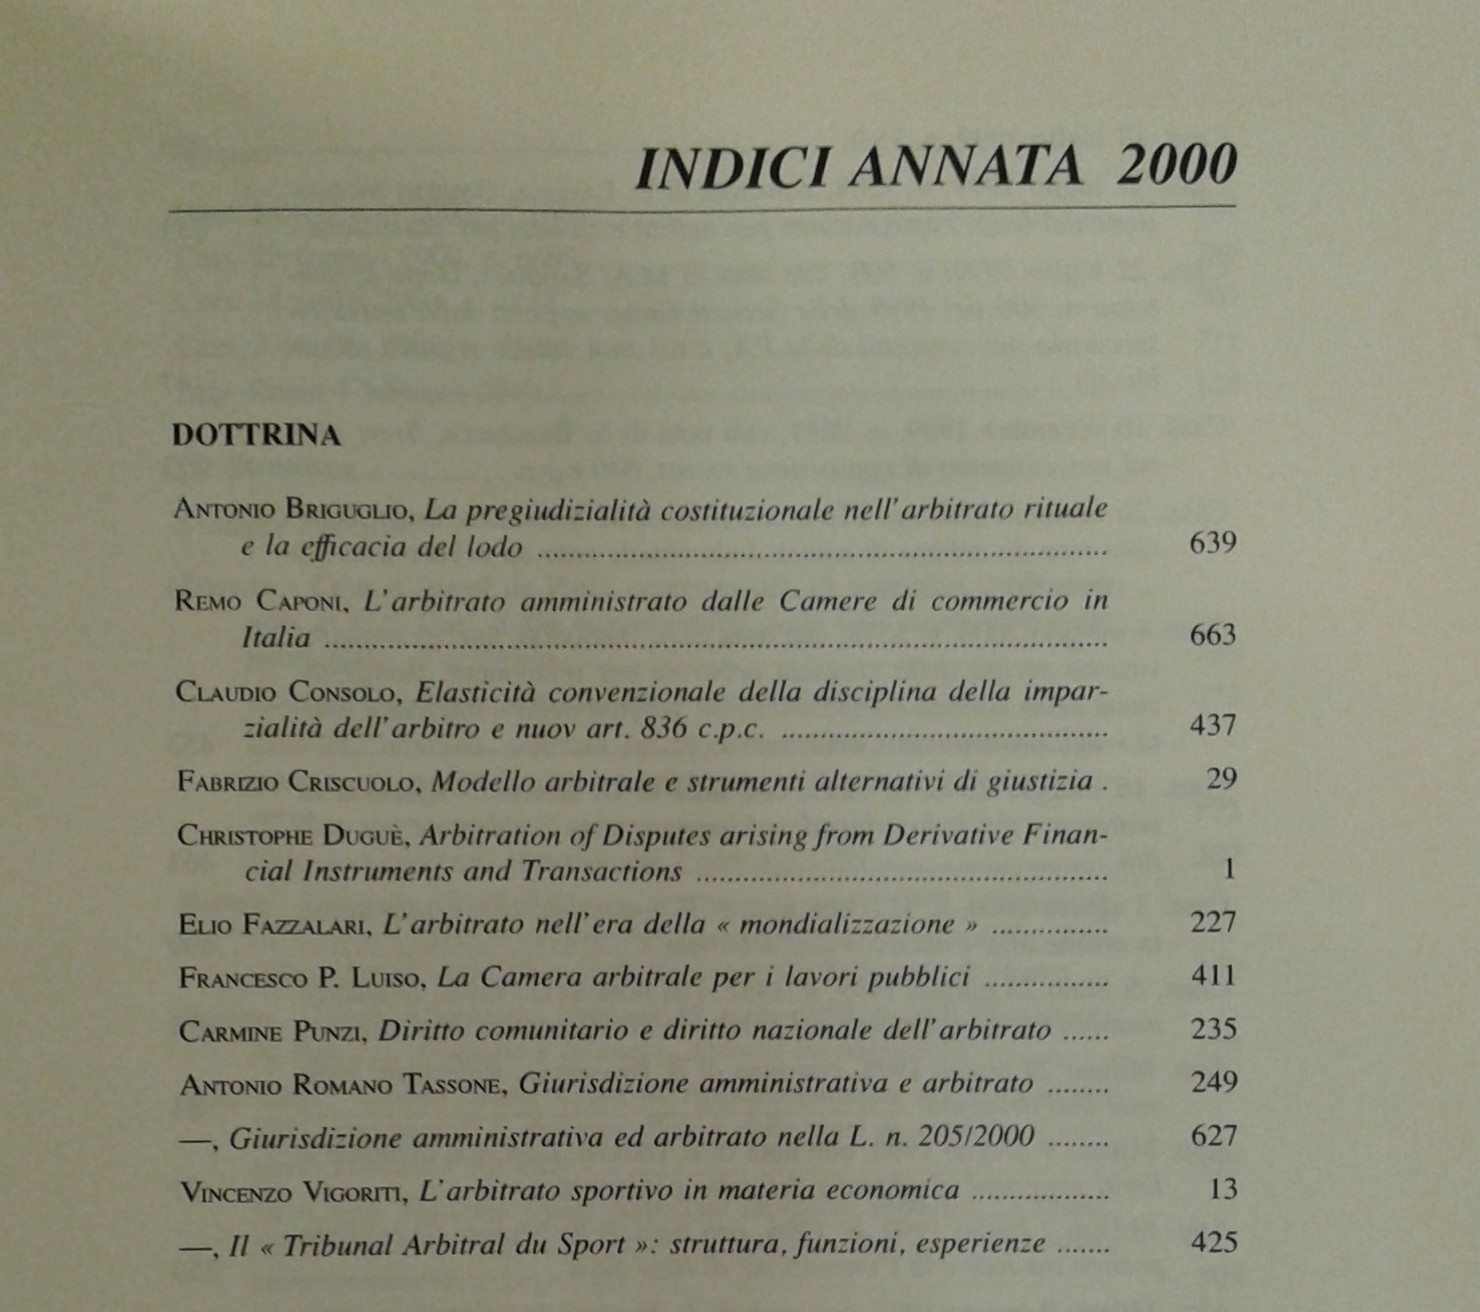 INDICI ANNATA 2000
DOTTRINA
ANTONIO BRIGUGLIO, La pregiudizialità costituzionale nell'arbitrato rituale
e la efficacia del lodo ........................................................................ 639
REMO CAPONI, L'arbitrato amministrato dalle Camere di commercio in
Italia .................................................................................................. 663
CLAUDIO CONSOLO, Elasticità convenzionale della disciplina della impar-
zialità dell'arbitro e nuov art. 836 c.p.c. .......................................... 437
FABRIZIO CRISCUOLO, Modello arbitrale e strumenti alternativi di giustizia . 29
CHRISTOPHE DUGUÈ, Arbitration of Disputes arising from Derivative Finan-
cial Instruments and Transactions .................................................... 1
ELIO FAZZALARI, L'arbitrato nell'era della « mondializzazione » ............... 227
FRANCESCO P. LUISO, La Camera arbitrale per i lavori pubblici ................ 411
CARMINE PUNZI, Diritto comunitario e diritto nazionale dell'arbitrato ...... 235
ANTONIO ROMANO TASSONE, Giurisdizione amministrativa e arbitrato ........ 249
—, Giurisdizione amministrativa ed arbitrato nella L. n. 205/2000 ........ 627
VINCENZO VIGORITI, L'arbitrato sportivo in materia economica .................. 13
—, Il « Tribunal Arbitral du Sport »: struttura, funzioni, esperienze ....... 425